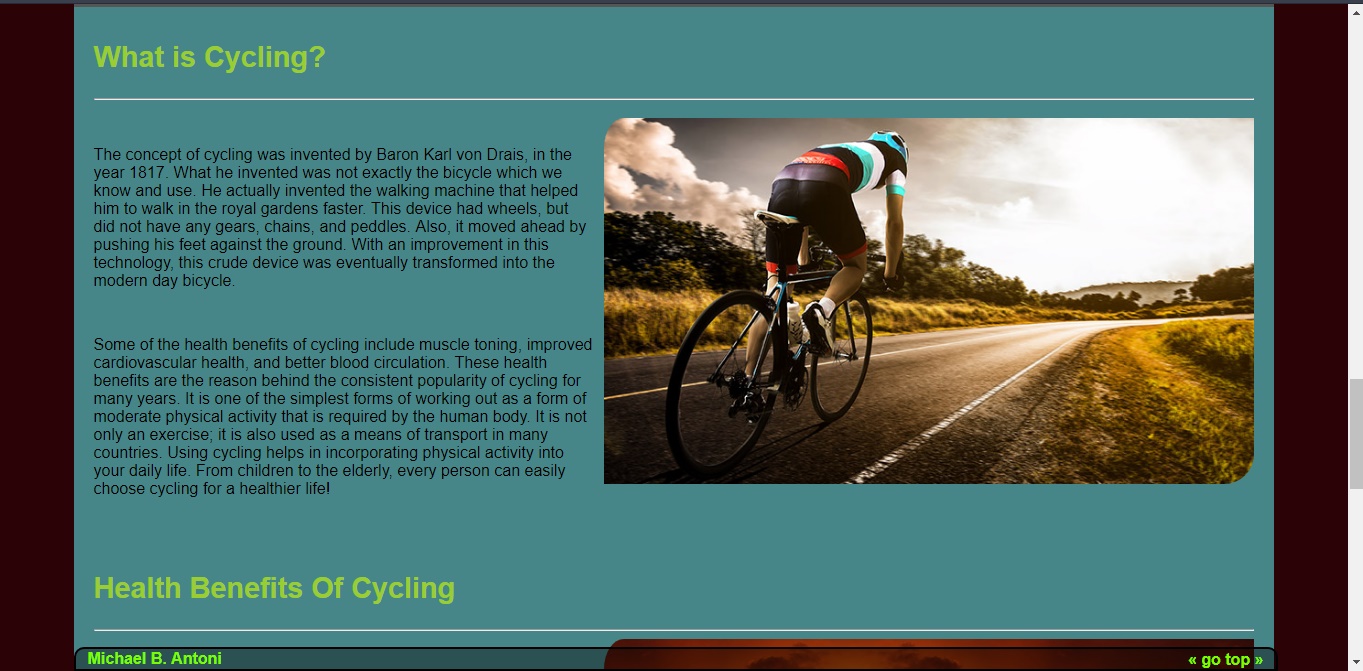 What is Cycling?
The concept of cycling was invented by Baron Karl von Drais, in the
year 1817. What he invented was not exactly the bicycle which we
know and use. He actually invented the walking machine that helped
him to walk in the royal gardens faster. This device had wheels, but
did not have any gears, chains, and peddles. Also, it moved ahead by
pushing his feet against the ground. With an improvement in this
technology, this crude device was eventually transformed into the
modern day bicycle.
Some of the health benefits of cycling include muscle toning, improved
cardiovascular health, and better blood circulation. These health
benefits are the reason behind the consistent popularity of cycling for
many years. It is one of the simplest forms of working out as a form of
moderate physical activity that is required by the human body. It is not
only an exercise; it is also used as a means of transport in many
countries. Using cycling helps in incorporating physical activity into
your daily life. From children to the elderly, every person can easily
choose cycling for a healthier life!
Health Benefits Of Cycling
Michael B. Antoni
« go top »